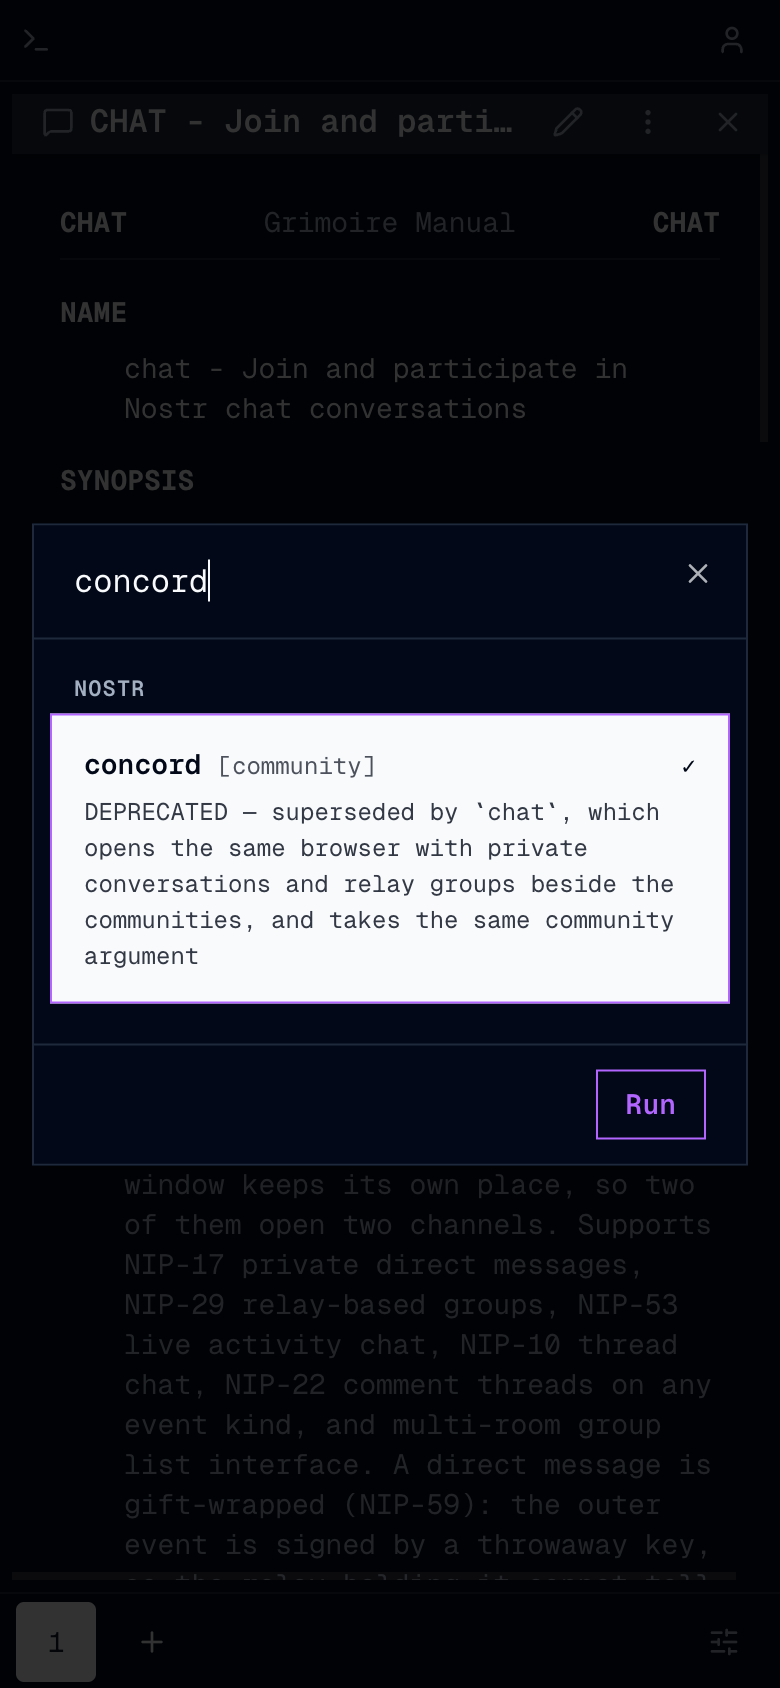 CHAT - Join and parti…
CHAT Grimoire Manual CHAT
NAME
chat - Join and participate in
Nostr chat conversations
SYNOPSIS
concord
NOSTR
concord [community] ✓
DEPRECATED — superseded by `chat`, which
opens the same browser with private
conversations and relay groups beside the
communities, and takes the same community
argument
Run
window keeps its own place, so two
of them open two channels. Supports
NIP-17 private direct messages,
NIP-29 relay-based groups, NIP-53
live activity chat, NIP-10 thread
chat, NIP-22 comment threads on any
event kind, and multi-room group
list interface. A direct message is
gift-wrapped (NIP-59): the outer
event is signed by a throwaway key,
1